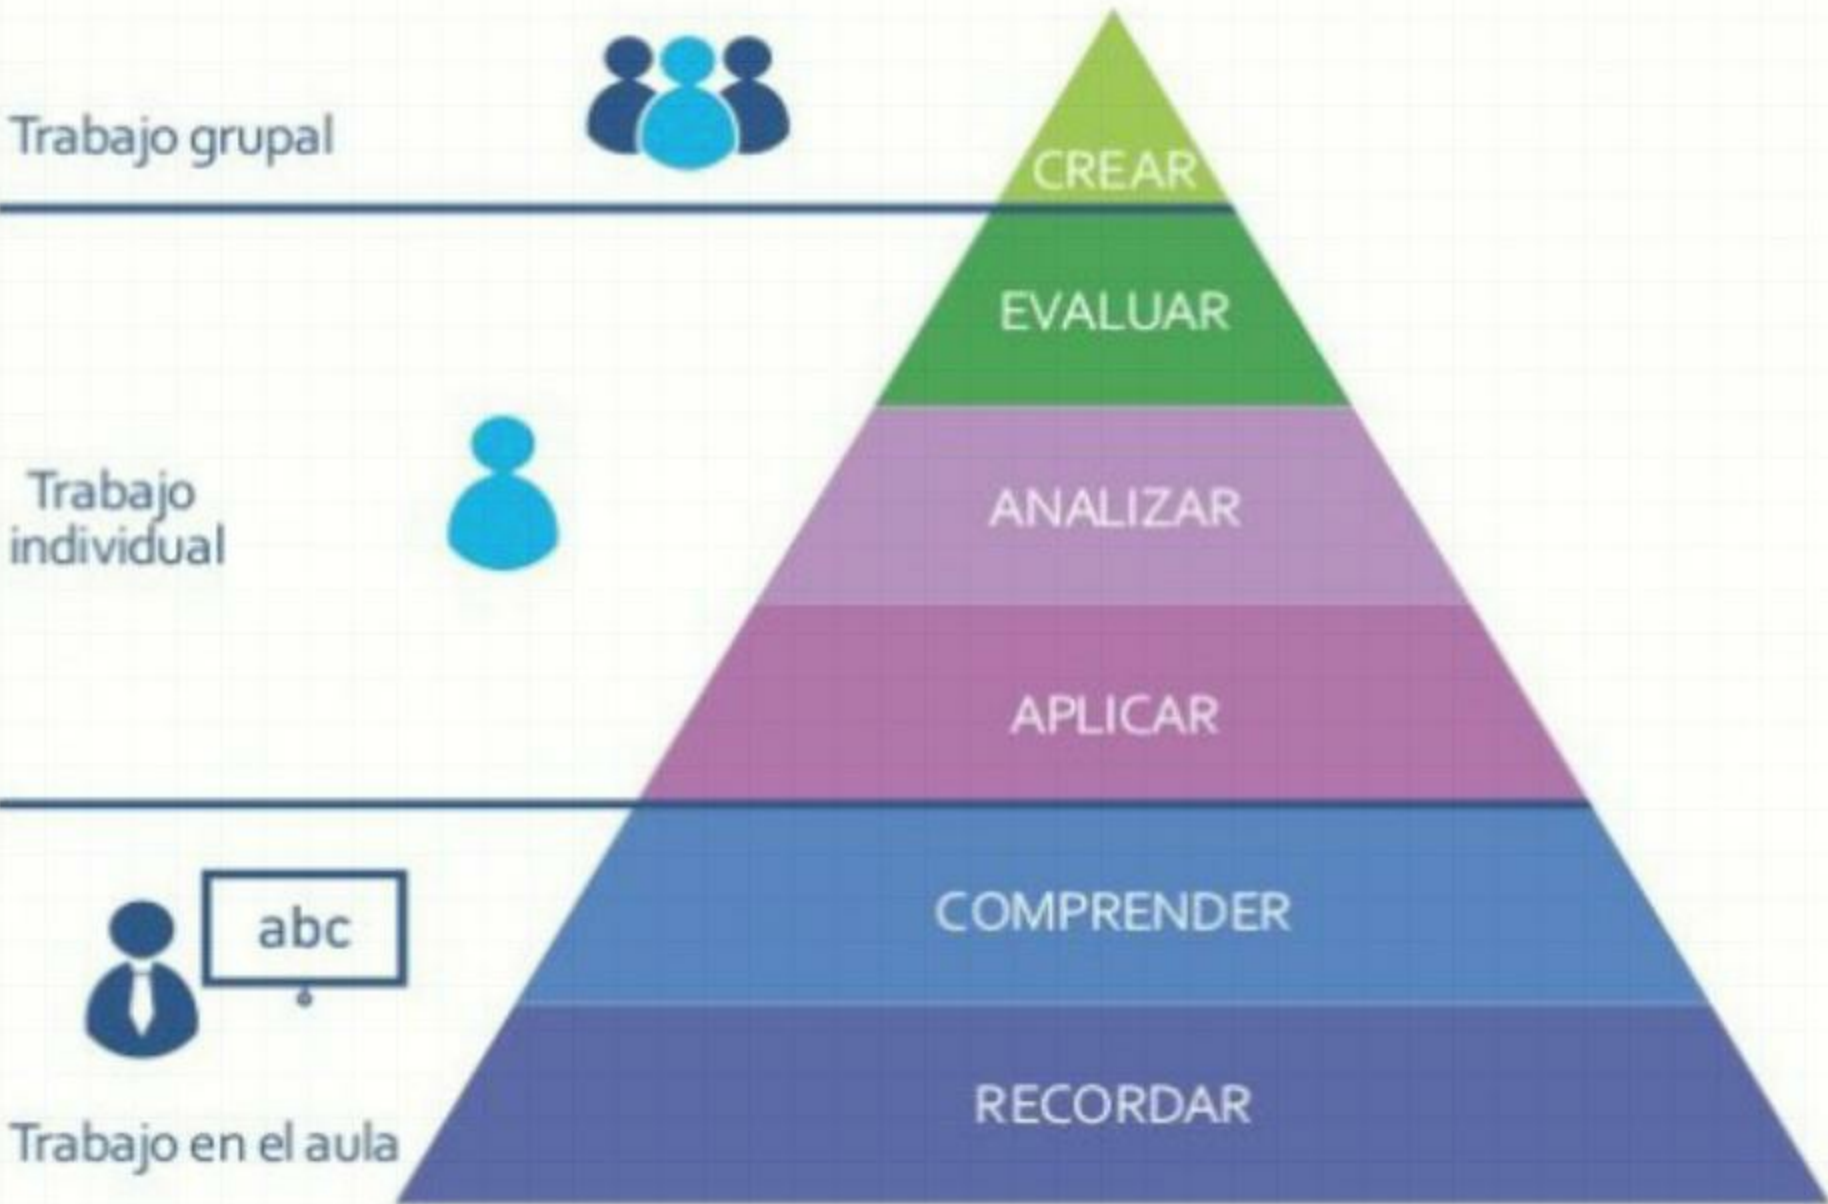 Trabajo grupal
CREAR
EVALUAR
Trabajo
individual
ANALIZAR
APLICAR
abc
COMPRENDER
RECORDAR
Trabajo en el aula